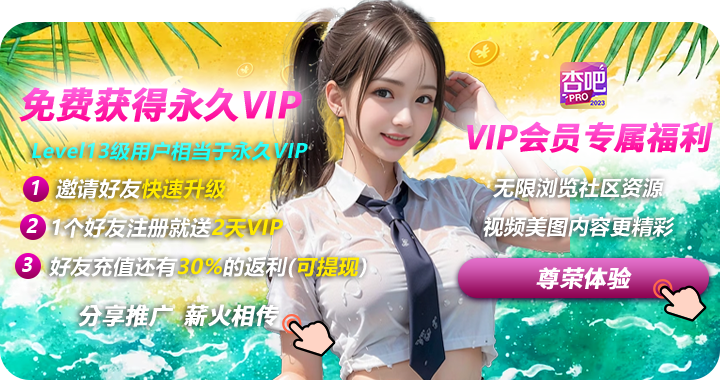 免费获得永久VIP
Level13级用户相当于永久VIP
1 邀请好友快速升级
2 1个好友注册就送2天VIP
3 好友充值还有30%的返利(可提现)
分享推广 薪火相传
杏吧
PRO
2023
VIP会员专属福利
无限浏览社区资源
视频美图内容更精彩
尊荣体验